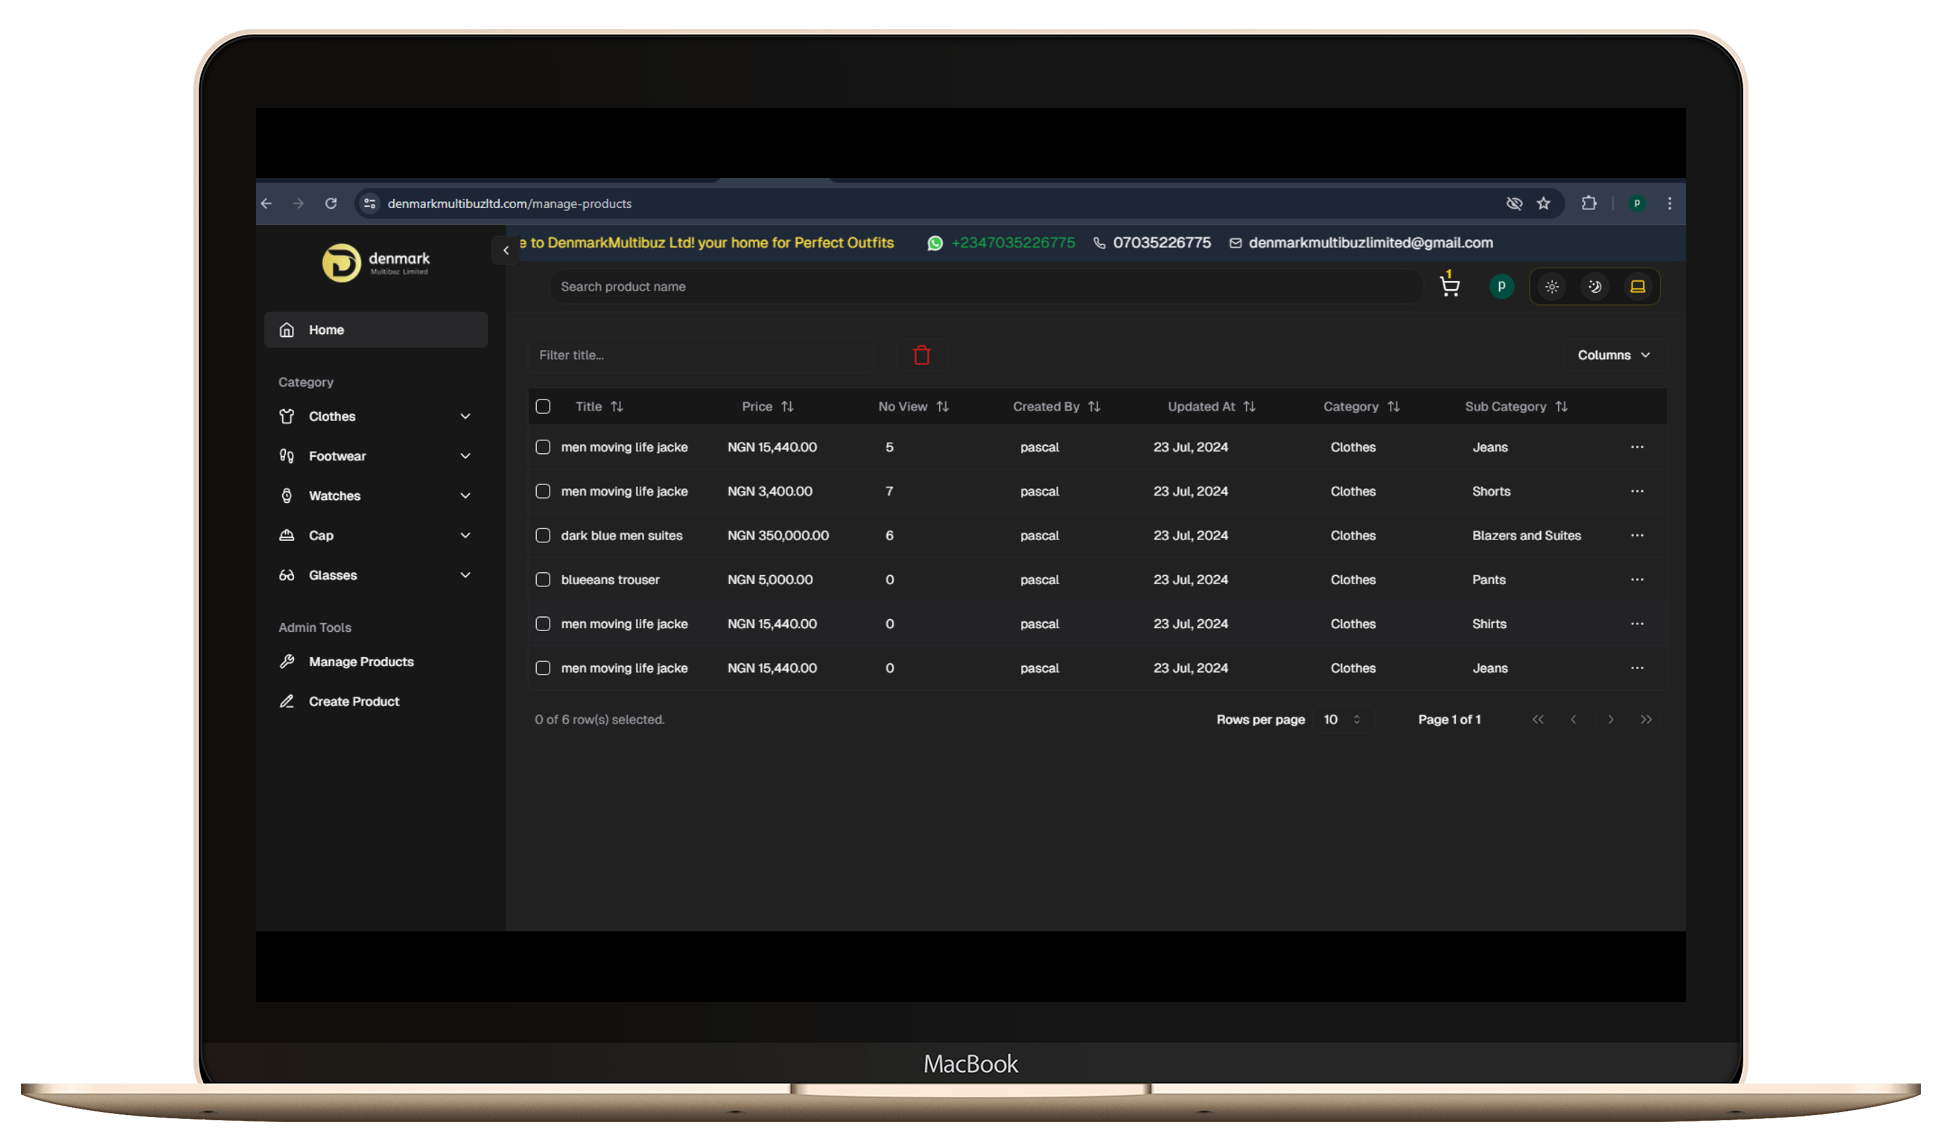 denmarkmultibuzltd.com/manage-products
P
denmark
Multibuz Limited
e to DenmarkMultibuz Ltd! your home for Perfect Outfits +2347035226775 07035226775 denmarkmultibuzlimited@gmail.com
Search product name
1
P
Home
Filter title...
Columns
Category
Clothes
Footwear
Watches
Cap
Glasses
Admin Tools
Manage Products
Create Product
Title Price No View Created By Updated At Category Sub Category
men moving life jacke NGN 15,440.00 5 pascal 23 Jul, 2024 Clothes Jeans ...
men moving life jacke NGN 3,400.00 7 pascal 23 Jul, 2024 Clothes Shorts ...
dark blue men suites NGN 350,000.00 6 pascal 23 Jul, 2024 Clothes Blazers and Suites ...
blueeans trouser NGN 5,000.00 0 pascal 23 Jul, 2024 Clothes Pants ...
men moving life jacke NGN 15,440.00 0 pascal 23 Jul, 2024 Clothes Shirts ...
men moving life jacke NGN 15,440.00 0 pascal 23 Jul, 2024 Clothes Jeans ...
0 of 6 row(s) selected.
Rows per page 10 Page 1 of 1
MacBook